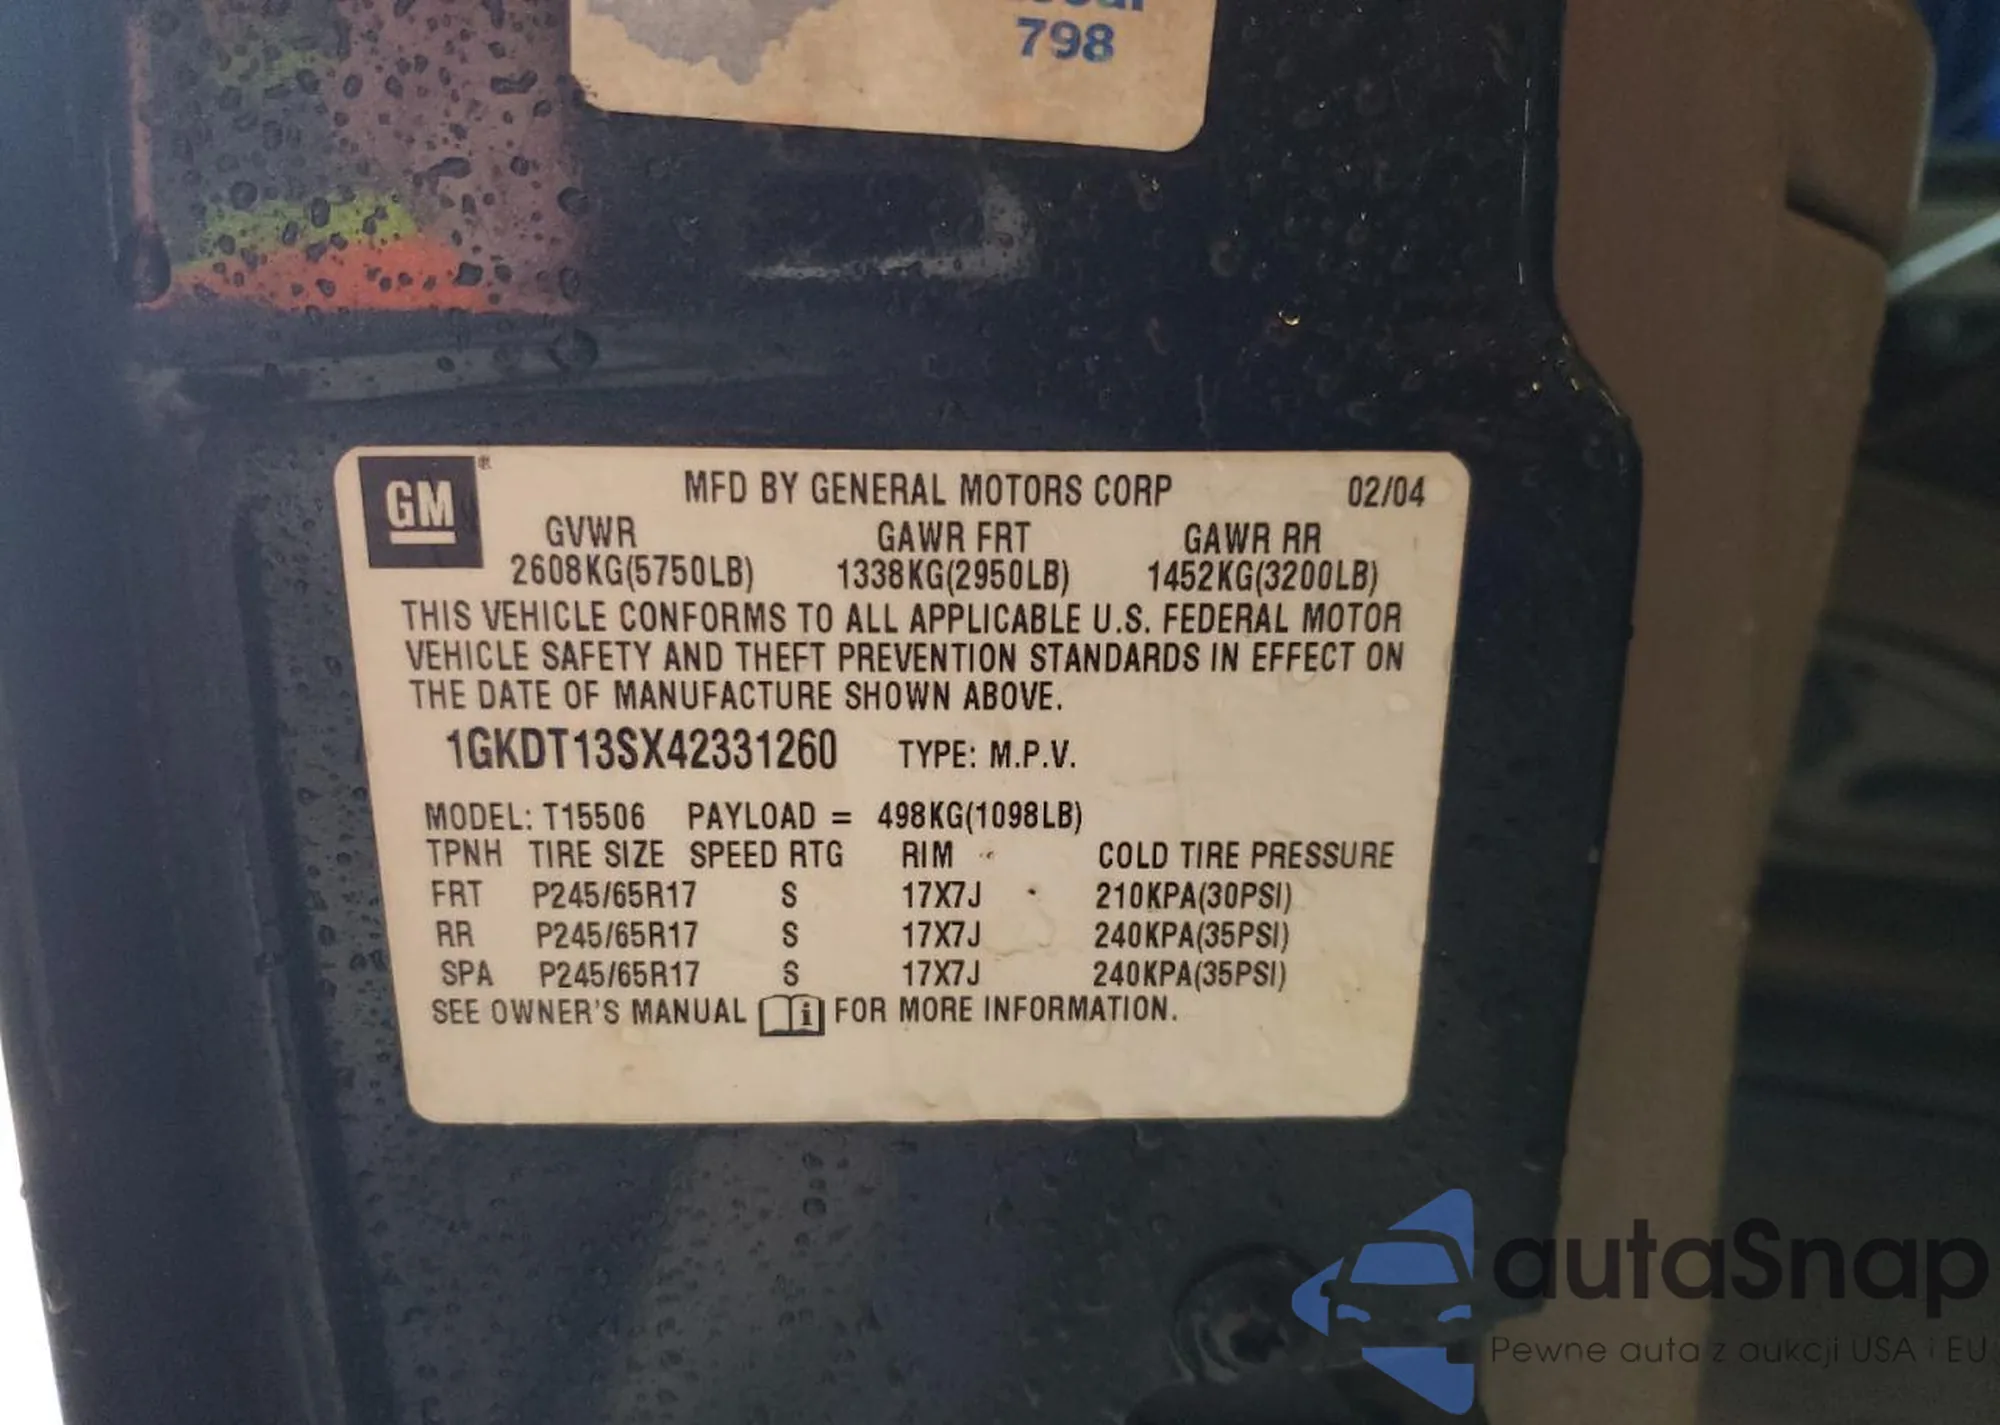 798
GM®
MFD BY GENERAL MOTORS CORP 02/04
GVWR GAWR FRT GAWR RR
2608KG(5750LB) 1338KG(2950LB) 1452KG(3200LB)
THIS VEHICLE CONFORMS TO ALL APPLICABLE U.S. FEDERAL MOTOR
VEHICLE SAFETY AND THEFT PREVENTION STANDARDS IN EFFECT ON
THE DATE OF MANUFACTURE SHOWN ABOVE.
1GKDT13SX42331260 TYPE: M.P.V.
MODEL: T15506 PAYLOAD = 498KG(1098LB)
TPNH TIRE SIZE SPEED RTG RIM COLD TIRE PRESSURE
FRT P245/65R17 S 17X7J 210KPA(30PSI)
RR P245/65R17 S 17X7J 240KPA(35PSI)
SPA P245/65R17 S 17X7J 240KPA(35PSI)
SEE OWNER'S MANUAL i FOR MORE INFORMATION.
autaSnap
Pewne auta z aukcji USA i EU